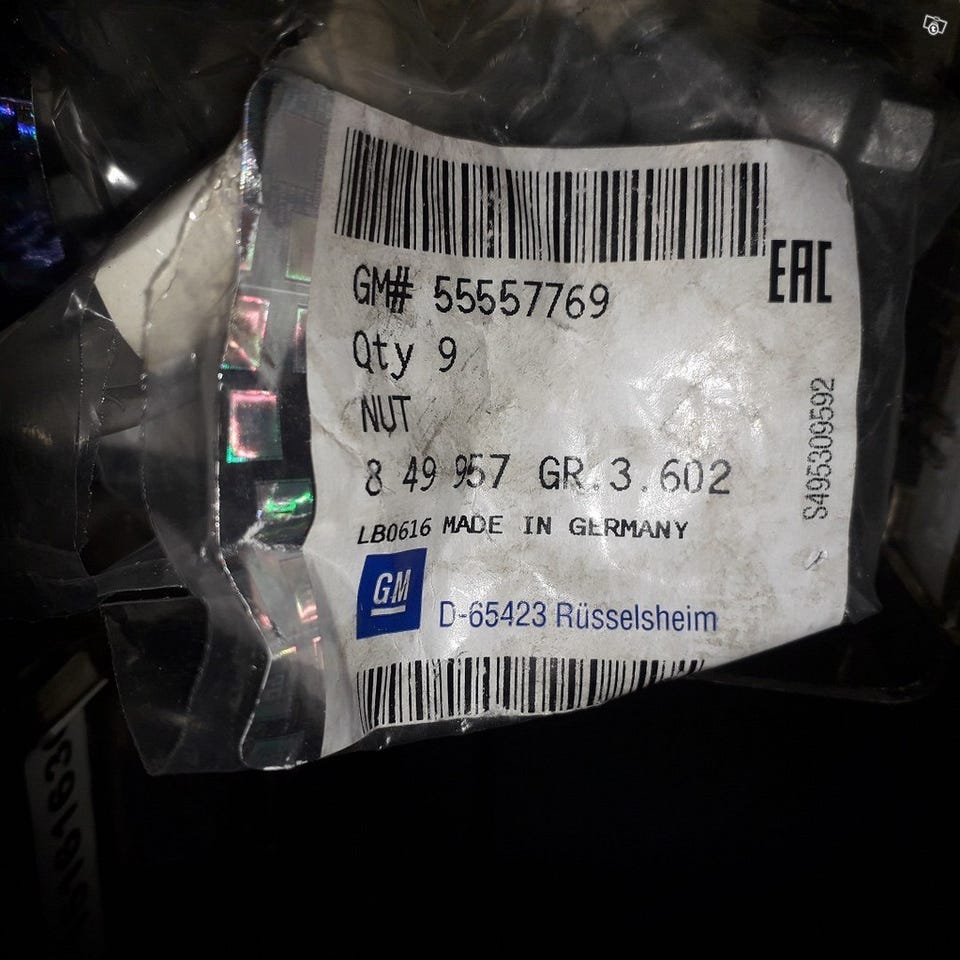 EAC
GM# 55557769
Qty 9
NUT
8 49 957 GR.3.602
LB0616 MADE IN GERMANY
GM
D-65423 Rüsselsheim
S495309592